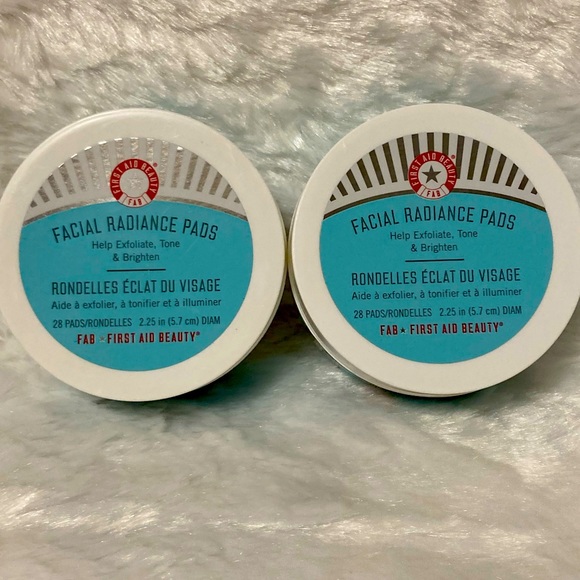 FIRST AID BEAUTY®
FAB
FACIAL RADIANCE PADS
Help Exfoliate, Tone
& Brighten
RONDELLES ÉCLAT DU VISAGE
Aide à exfolier, à tonifier et à illuminer
28 PADS/RONDELLES 2.25 in (5.7 cm) DIAM
FAB ★ FIRST AID BEAUTY®
FIRST AID BEAUTY®
FAB
FACIAL RADIANCE PADS
Help Exfoliate, Tone
& Brighten
RONDELLES ÉCLAT DU VISAGE
Aide à exfolier, à tonifier et à illuminer
28 PADS/RONDELLES 2.25 in (5.7 cm) DIAM
FAB ★ FIRST AID BEAUTY®